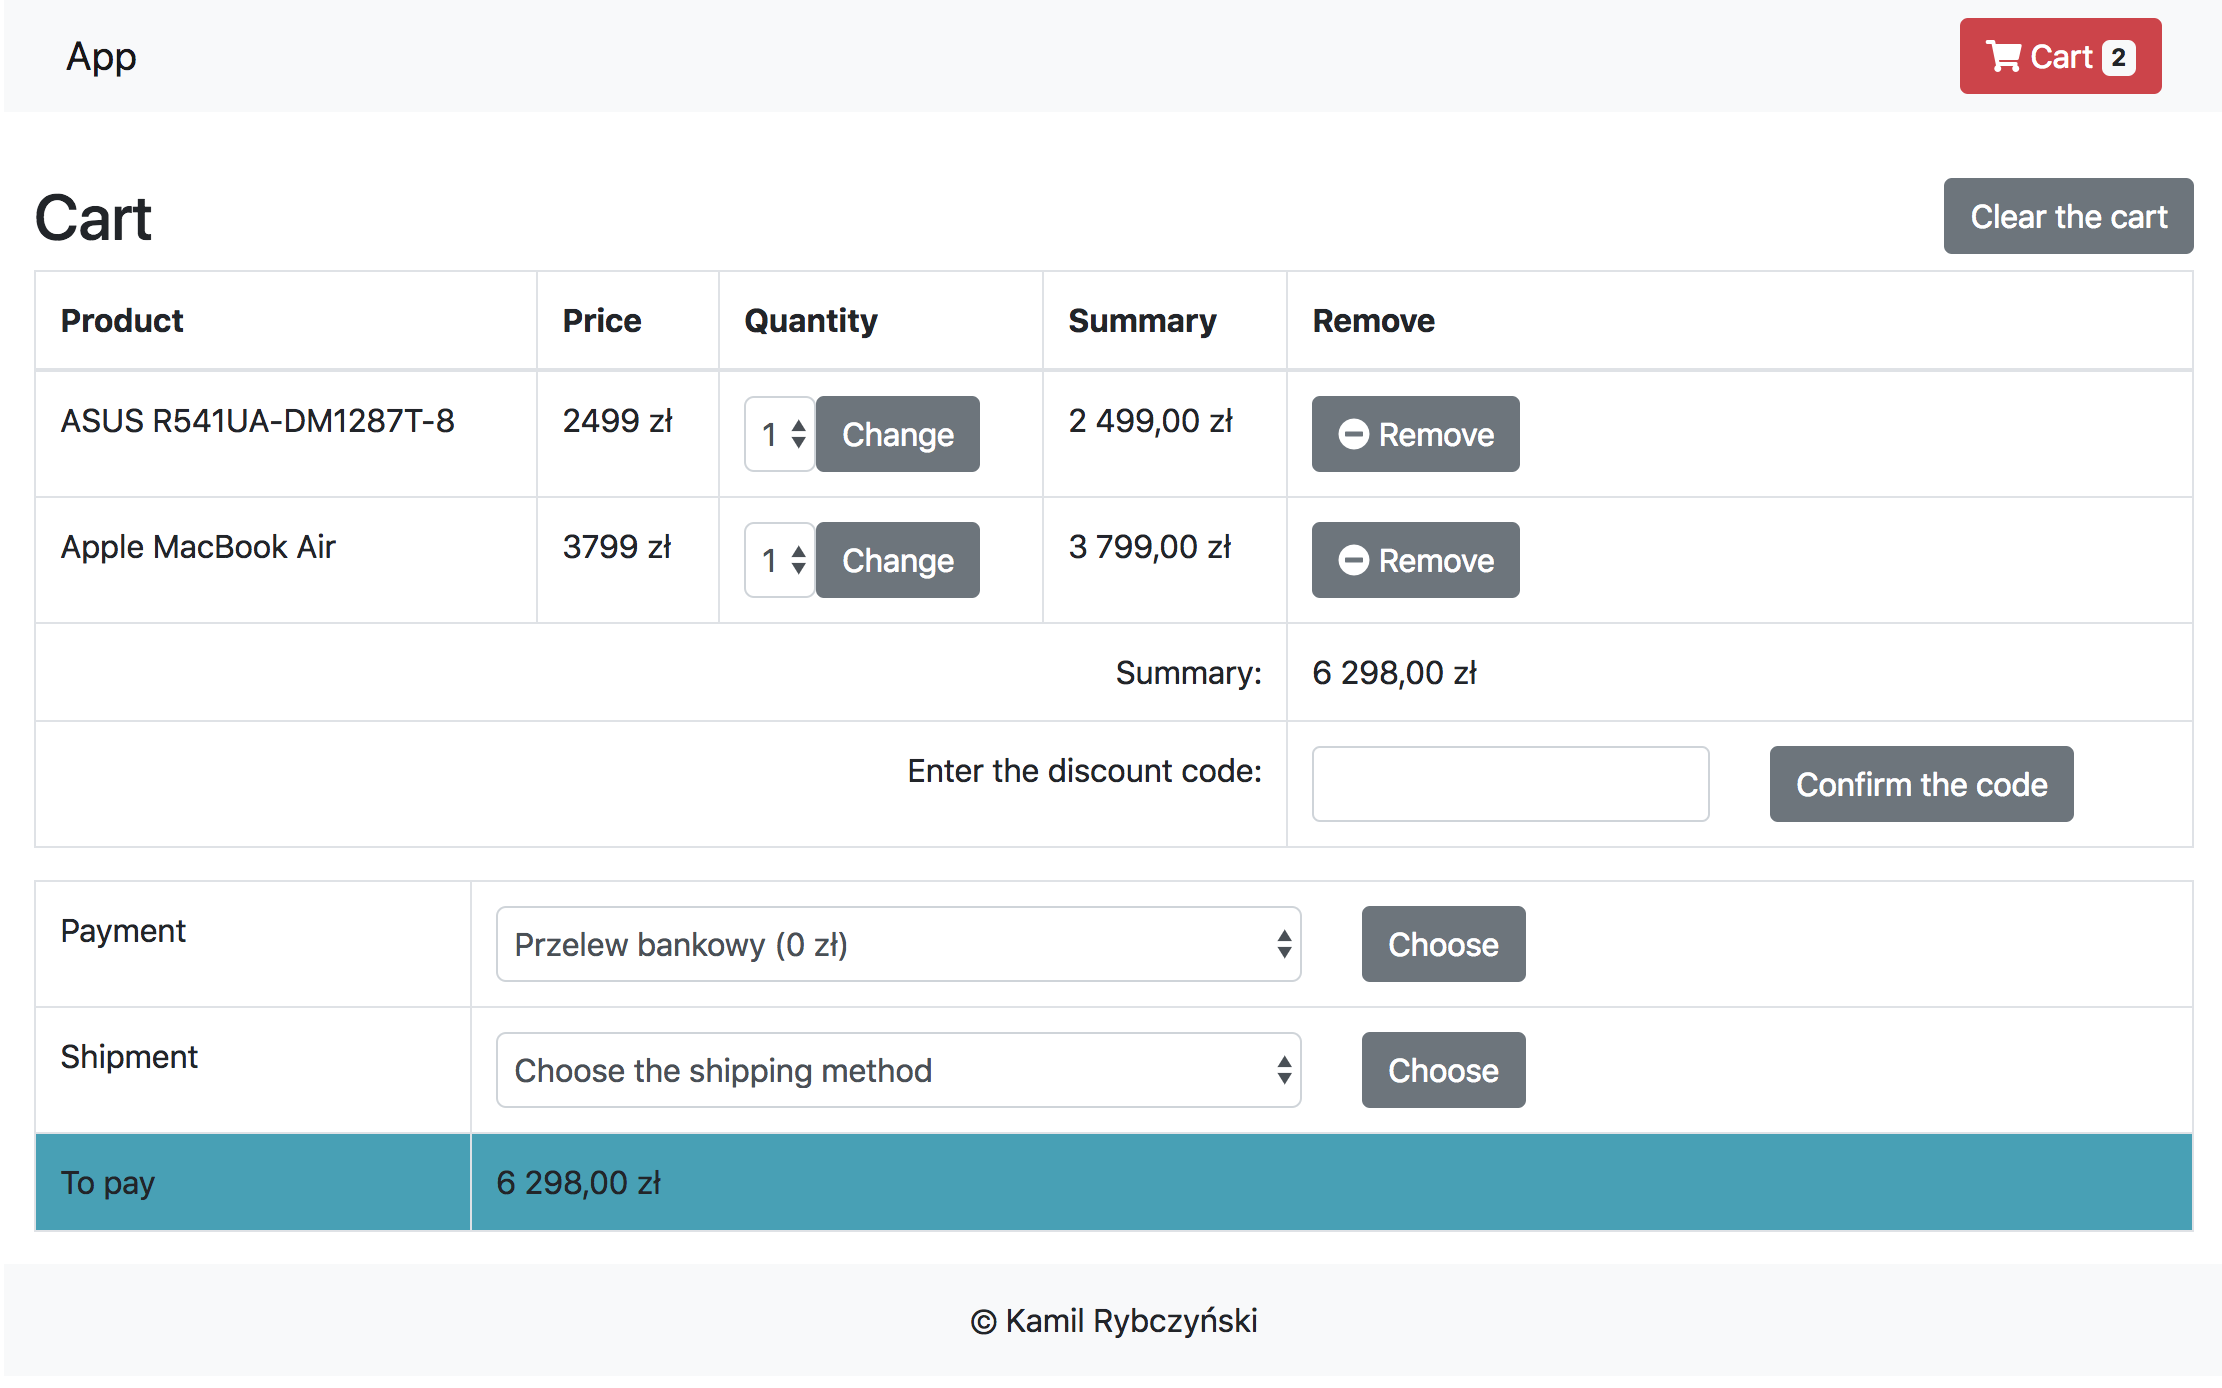 App
Cart 2
Cart
Clear the cart
Product Price Quantity Summary Remove
ASUS R541UA-DM1287T-8 2499 zł 1 Change 2 499,00 zł Remove
Apple MacBook Air 3799 zł 1 Change 3 799,00 zł Remove
Summary: 6 298,00 zł
Enter the discount code: Confirm the code
Payment Przelew bankowy (0 zł) Choose
Shipment Choose the shipping method Choose
To pay 6 298,00 zł
© Kamil Rybczyński